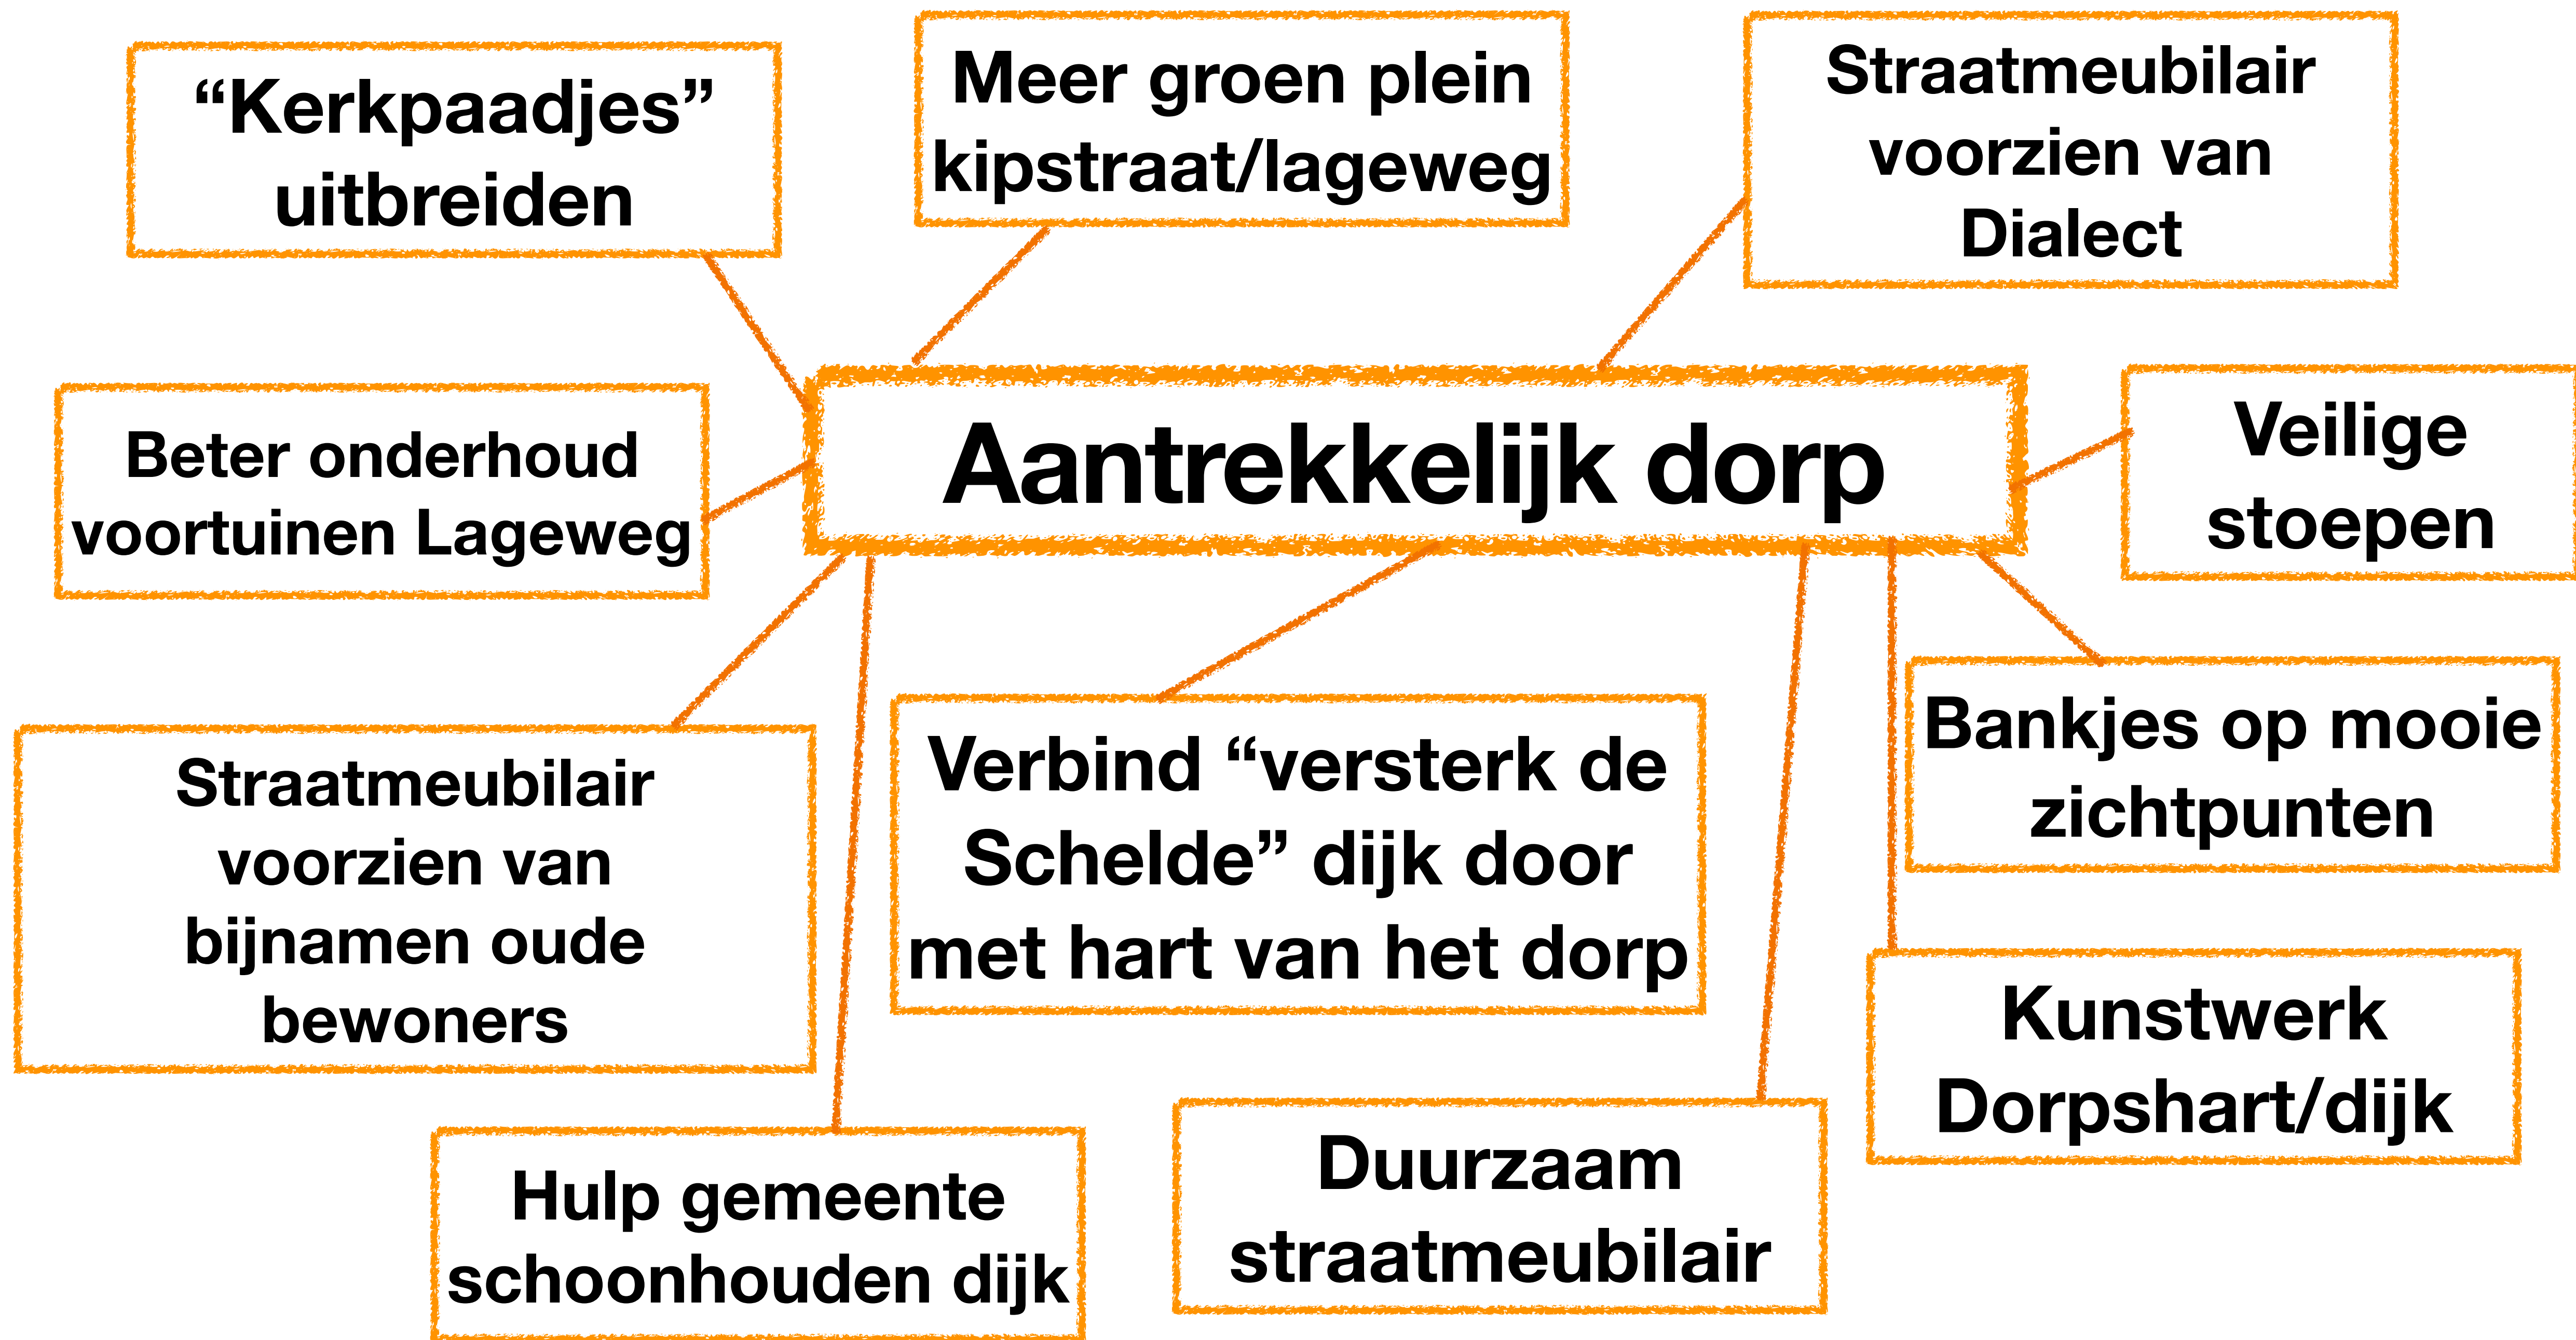 “Kerkpaadjes”
uitbreiden
Meer groen plein
kipstraat/lageweg
Straatmeubilair
voorzien van
Dialect
Beter onderhoud
voortuinen Lageweg
Aantrekkelijk dorp
Veilige
stoepen
Straatmeubilair
voorzien van
bijnamen oude
bewoners
Verbind “versterk de
Schelde” dijk door
met hart van het dorp
Bankjes op mooie
zichtpunten
Kunstwerk
Dorpshart/dijk
Hulp gemeente
schoonhouden dijk
Duurzaam
straatmeubilair